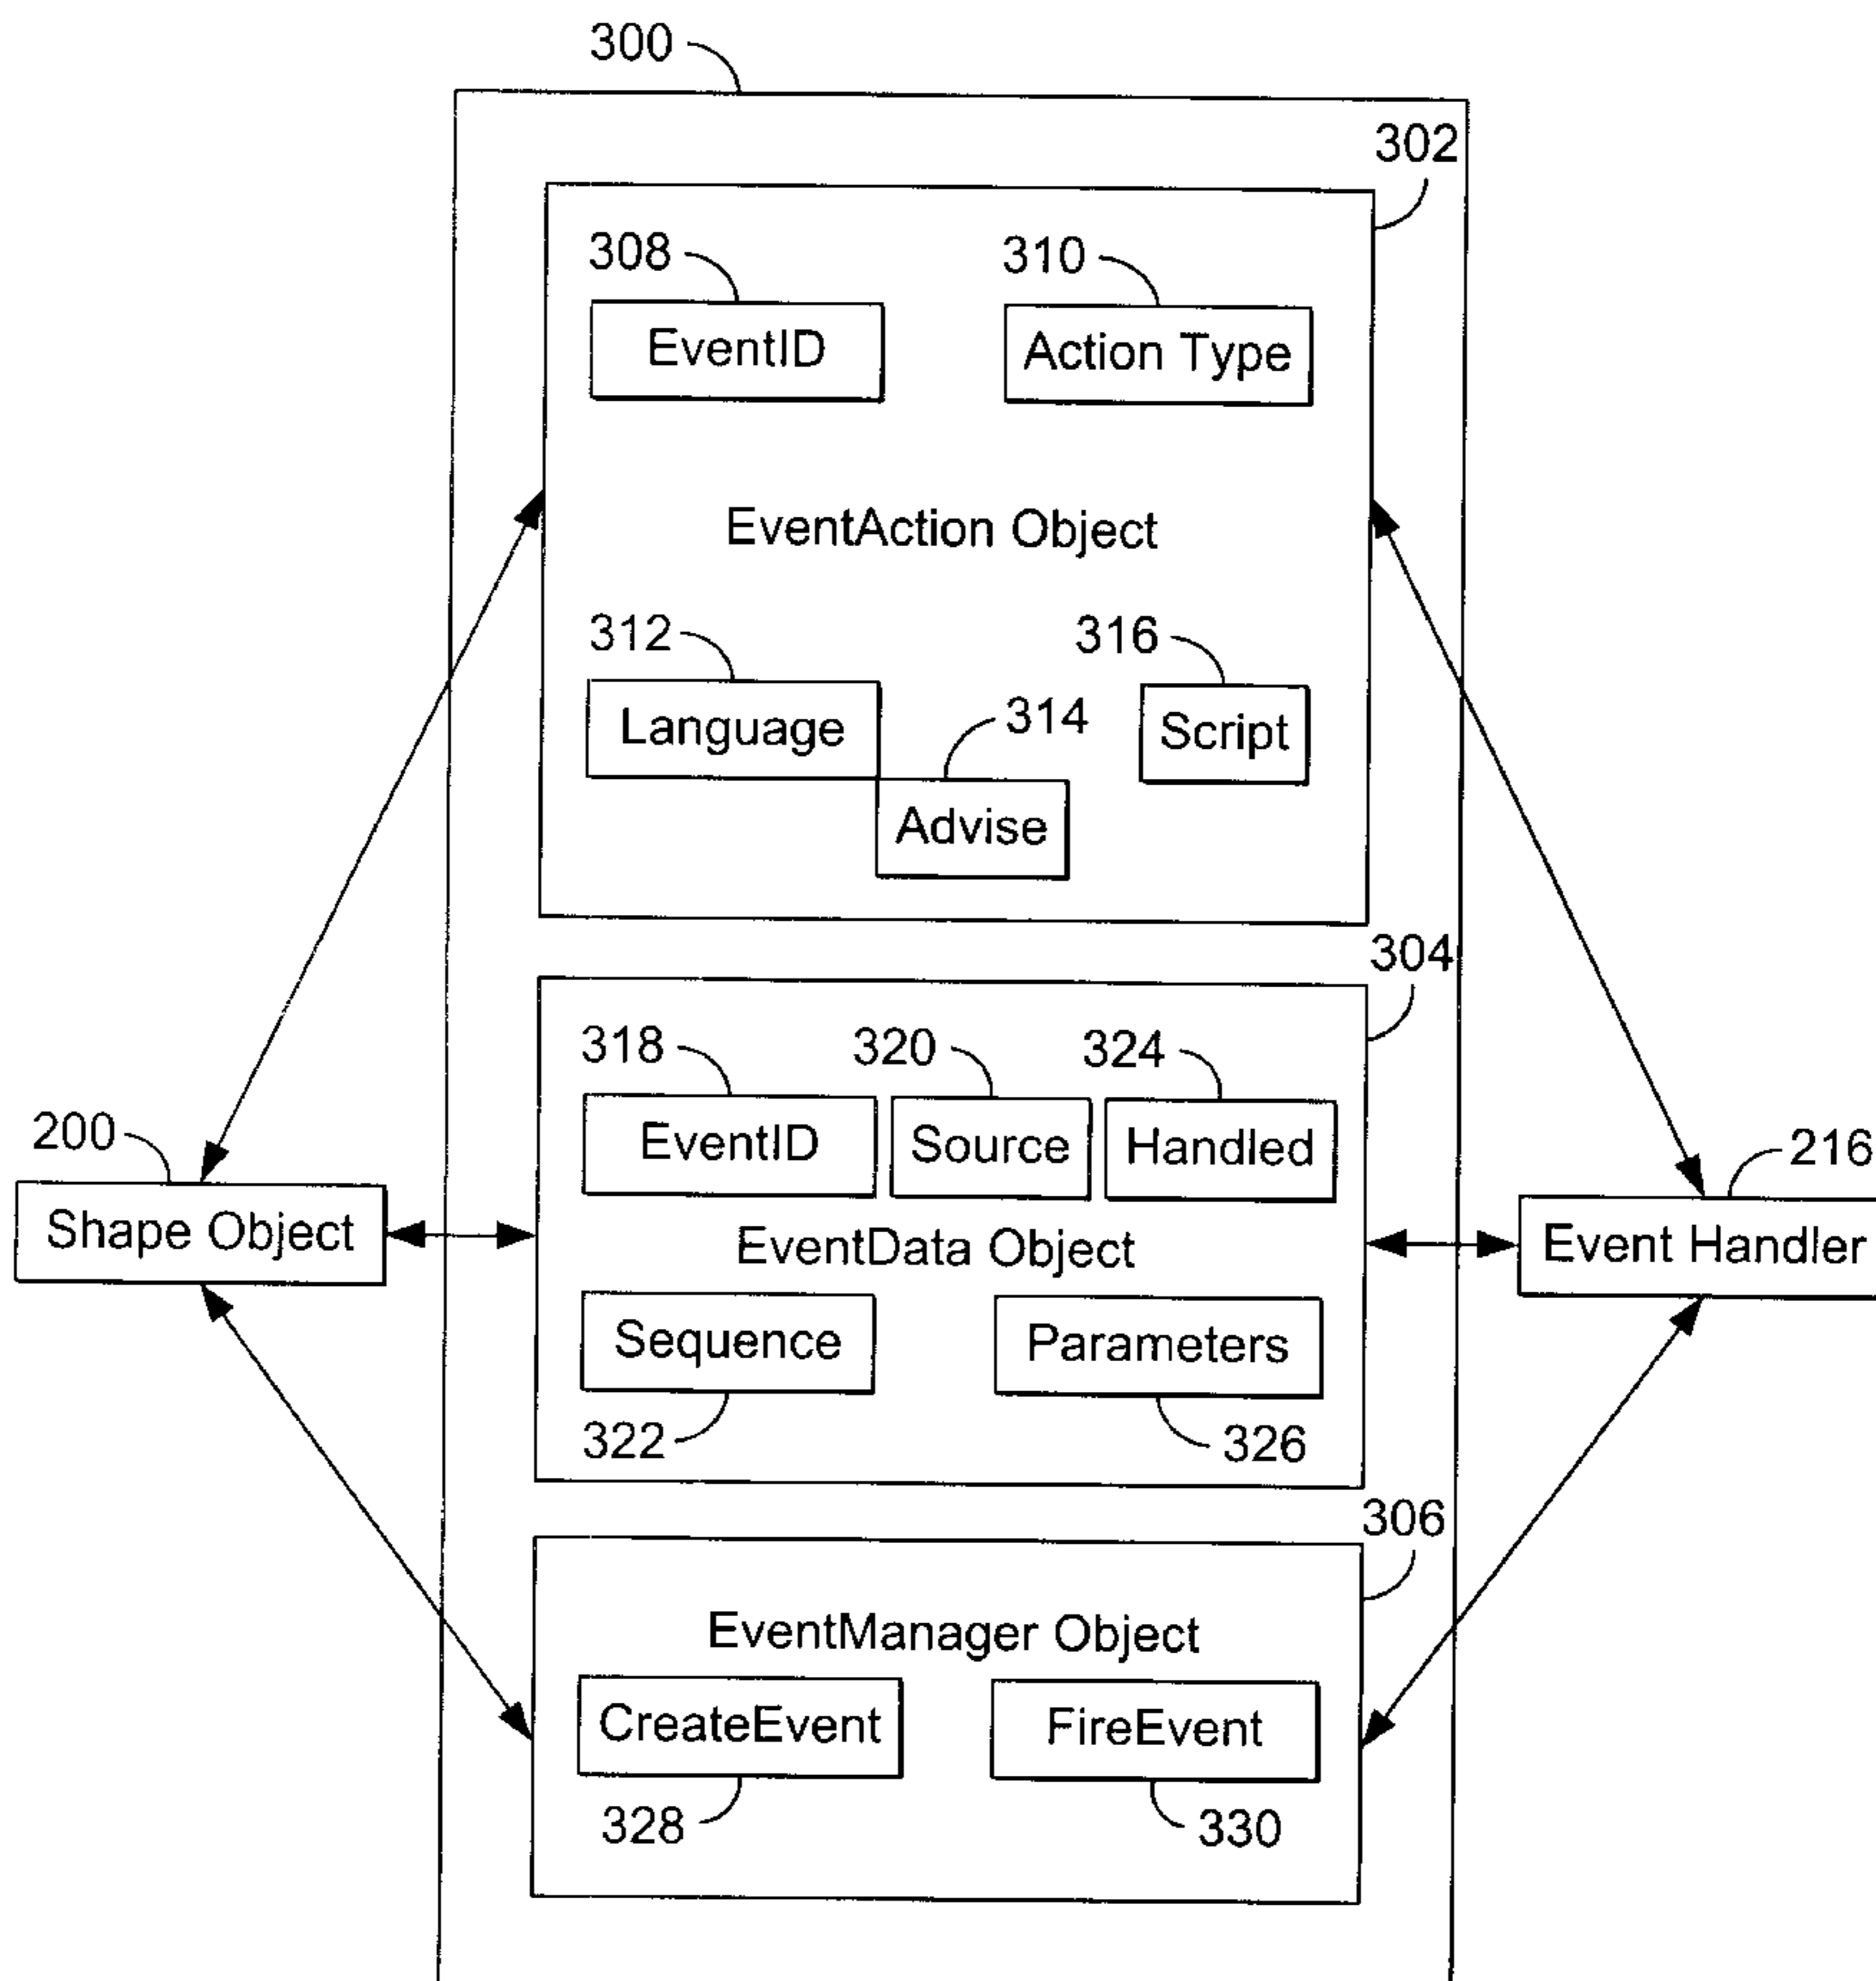 300
302
308
310
EventID
Action Type
EventAction Object
312
316
Language
314
Script
Advise
304
318
320
324
EventID
Source
Handled
200
216
Shape Object
EventData Object
Event Handler
Sequence
Parameters
322
326
306
EventManager Object
CreateEvent
FireEvent
328
330